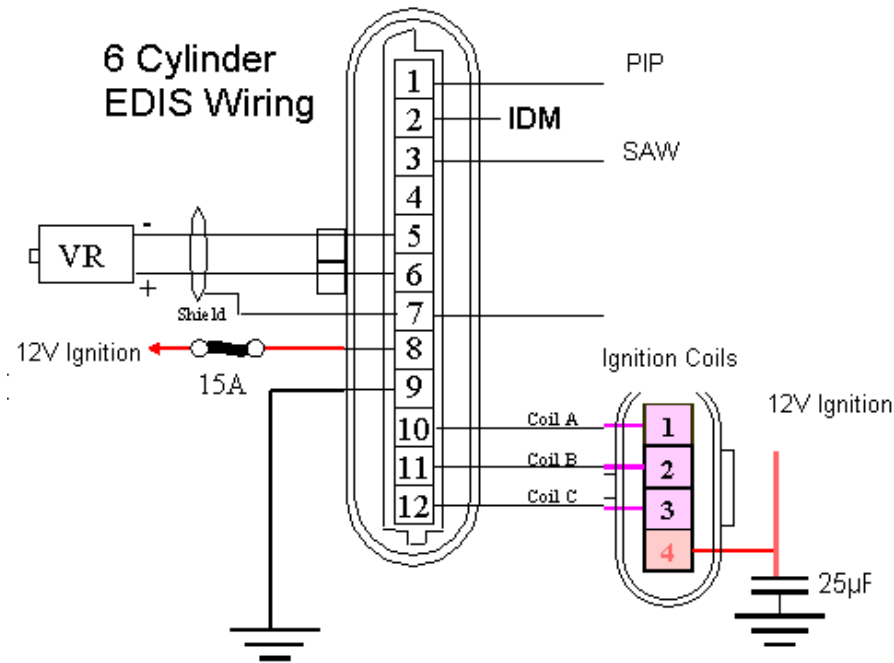 6 Cylinder
EDIS Wiring
PIP
IDM
SAW
1
2
3
4
5
6
7
8
9
10
11
12
-
VR
+
Shield
12V Ignition
15A
Ignition Coils
12V Ignition
Coil A
Coil B
Coil C
1
2
3
4
25µF